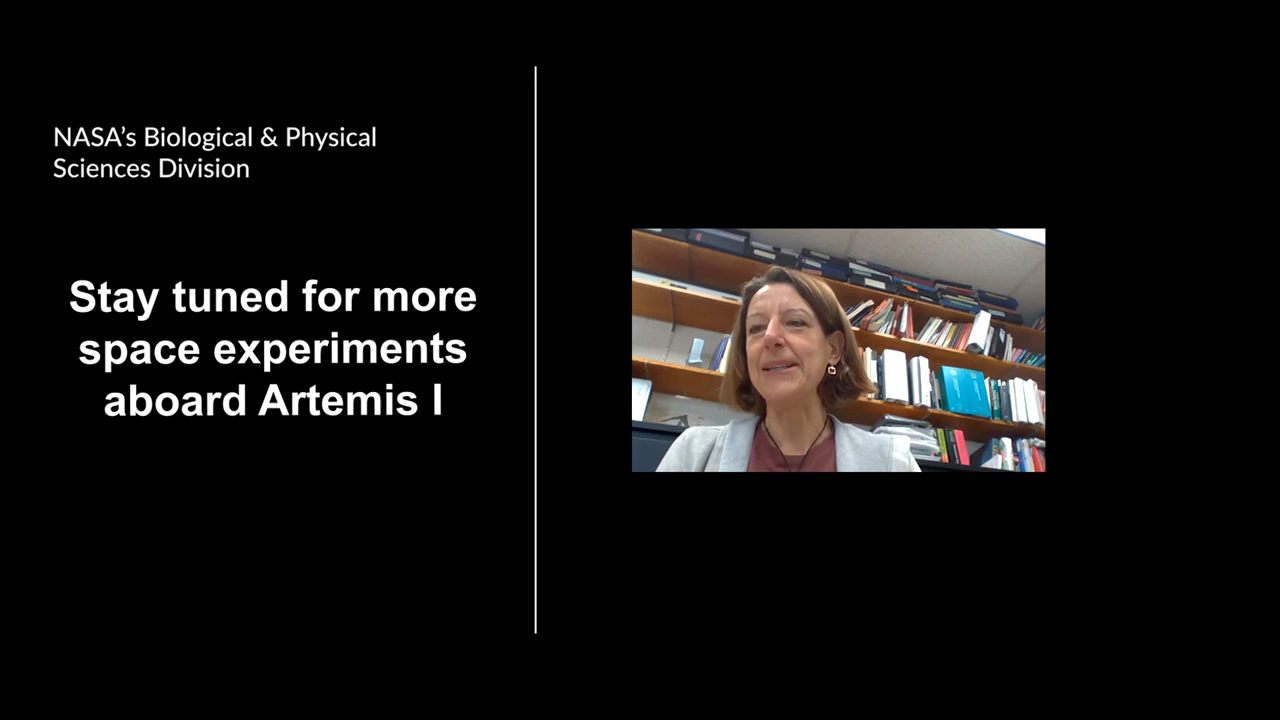 NASA’s Biological & Physical
Sciences Division
Stay tuned for more
space experiments
aboard Artemis I